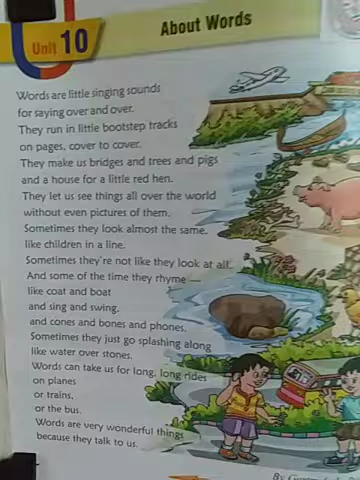 Unit 10
About Words
Words are little singing sounds
for saying over and over.
They run in little bootstep tracks
on pages, cover to cover.
They make us bridges and trees and pigs
and a house for a little red hen.
They let us see things all over the world
without even pictures of them.
Sometimes they look almost the same.
like children in a line.
Sometimes they're not like they look at all.
And some of the time they rhyme —
like coat and boat
and sing and swing,
and cones and bones and phones.
Sometimes they just go splashing along
like water over stones.
Words can take us for long, long rides
on planes
or trains,
or the bus.
Words are very wonderful things
because they talk to us.
By